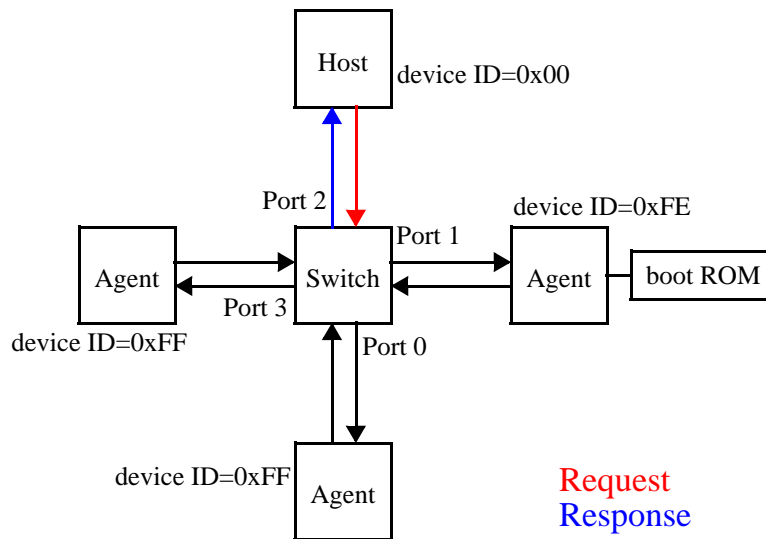 Host
device ID=0x00
Port 2
device ID=0xFE
Port 1
Agent
Switch
Agent
boot ROM
Port 3
device ID=0xFF
Port 0
device ID=0xFF
Agent
Request
Response